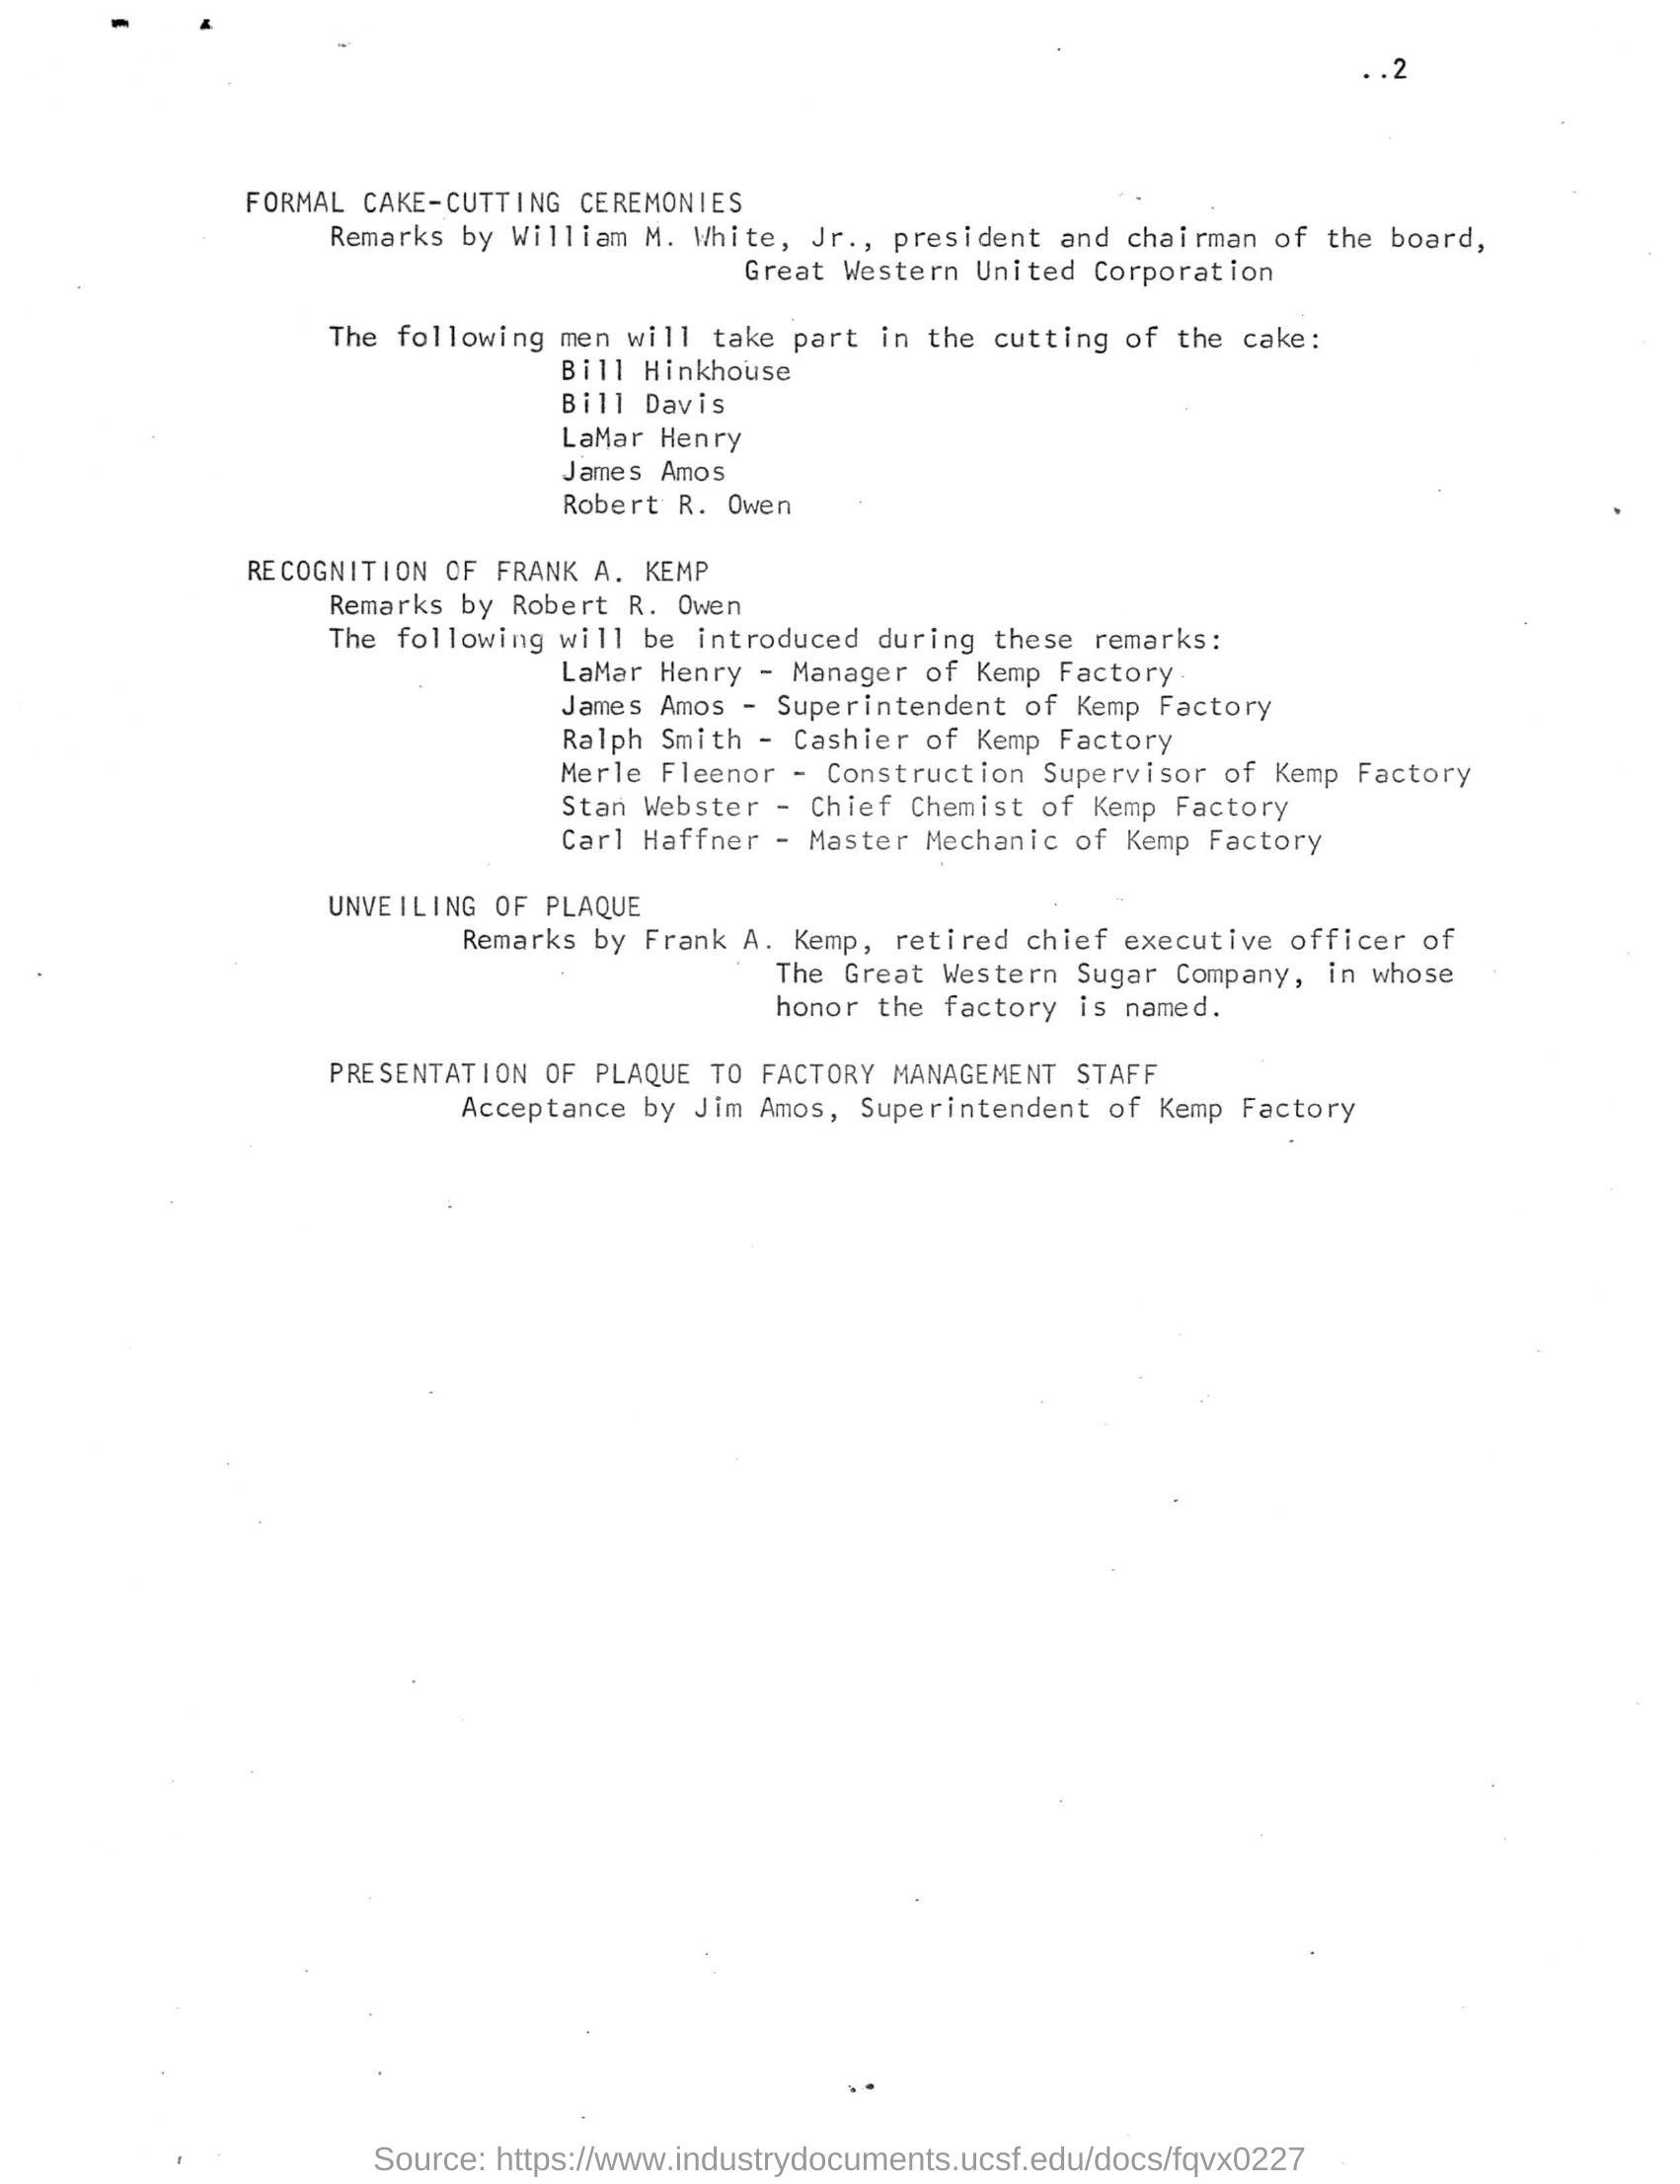 ..2
FORMAL CAKE-CUTTING CEREMONIES
Remarks by William M. White, Jr., president and chairman of the board,
Great Western United Corporation
The following men will take part in the cutting of the cake:
Bill Hinkhouse
Bill Davis
LaMar Henry
James Amos
Robert R. Owen
RECOGNITION OF FRANK A. KEMP
Remarks by Robert R. Owen
The following will be introduced during these remarks:
LaMar Henry - Manager of Kemp Factory
James Amos - Superintendent of Kemp Factory
Ralph Smith - Cashier of Kemp Factory
Merle Fleenor - Construction Supervisor of Kemp Factory
Stan Webster - Chief Chemist of Kemp Factory
Carl Haffner - Master Mechanic of Kemp Factory
UNVEILING OF PLAQUE
Remarks by Frank A. Kemp, retired chief executive officer of
The Great Western Sugar Company, in whose
honor the factory is named.
PRESENTATION OF PLAQUE TO FACTORY MANAGEMENT STAFF
Acceptance by Jim Amos, Superintendent of Kemp Factory
Source: https://www.industrydocuments.ucsf.edu/docs/fqvx0227